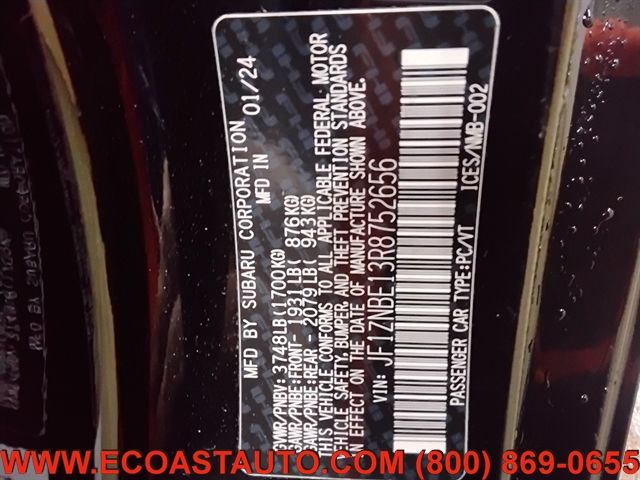 MFD BY SUBARU CORPORATION
MFD IN 01/24
GVWR/PNBV: 3748LB(1700KG)
GAWR/PNBE:FRONT- 1931LB( 876KG)
GAWR/PNBE:REAR - 2079LB( 943KG)
THIS VEHICLE CONFORMS TO ALL APPLICABLE FEDERAL MOTOR
VEHICLE SAFETY, BUMPER AND THEFT PREVENTION STANDARDS
IN EFFECT ON THE DATE OF MANUFACTURE SHOWN ABOVE.
VIN: JF1ZNBE13R8752656
PASSENGER CAR TYPE:PC/VT ICES/NMB-002
WWW.ECOASTAUTO.COM (800) 869-0655